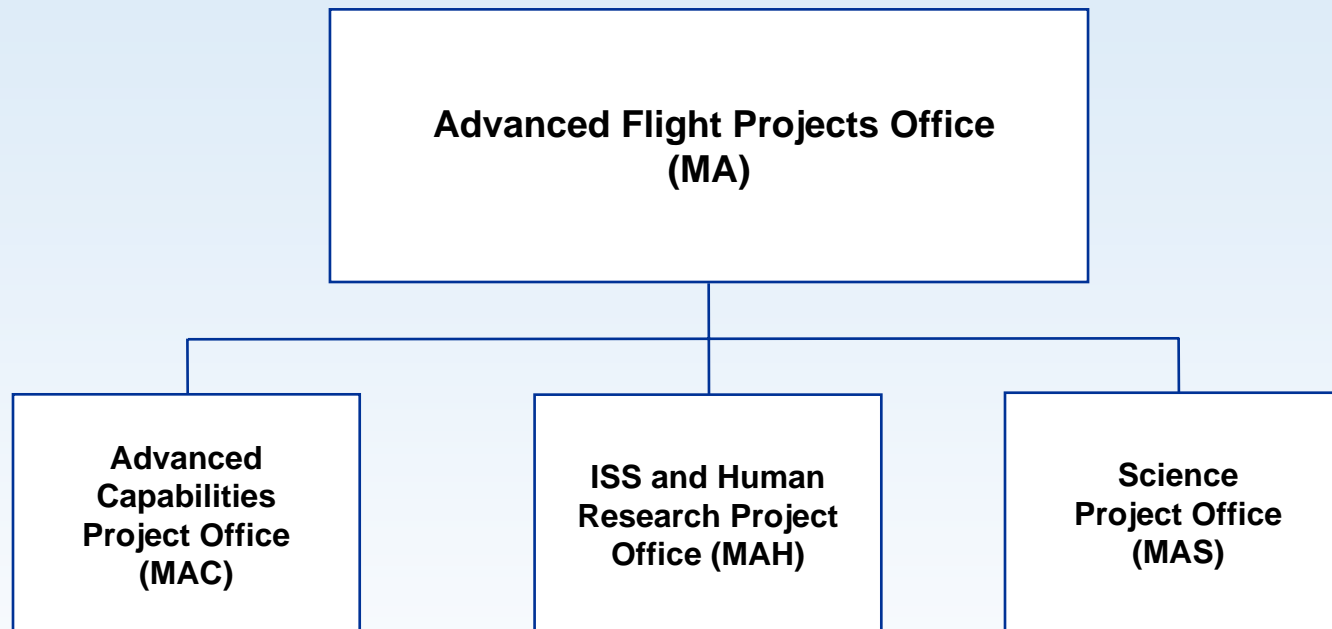 Advanced Flight Projects Office
(MA)
Advanced
Capabilities
Project Office
(MAC)
ISS and Human
Research Project
Office (MAH)
Science
Project Office
(MAS)